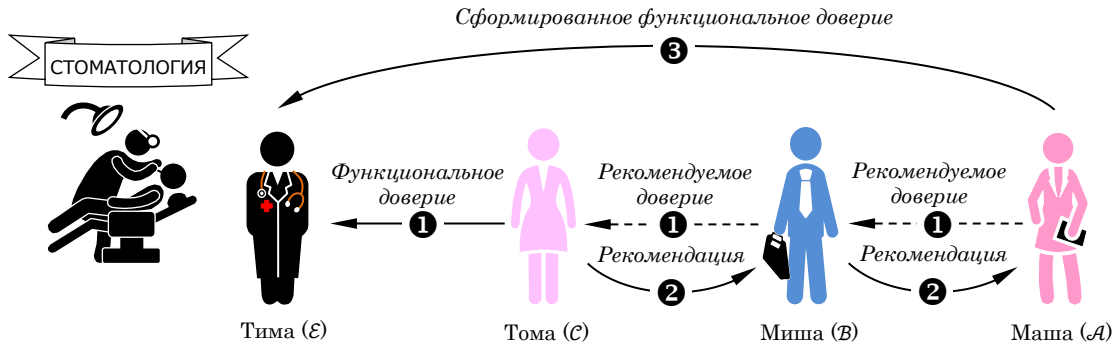 Сформированное функциональное доверие
3
СТОМАТОЛОГИЯ
Функциональное
доверие
1
Рекомендуемое
доверие
1
Рекомендуемое
доверие
1
Рекомендация
2
Рекомендация
2
Тима (ℰ)
Тома (𝒞)
Миша (ℬ)
Маша (𝒜)